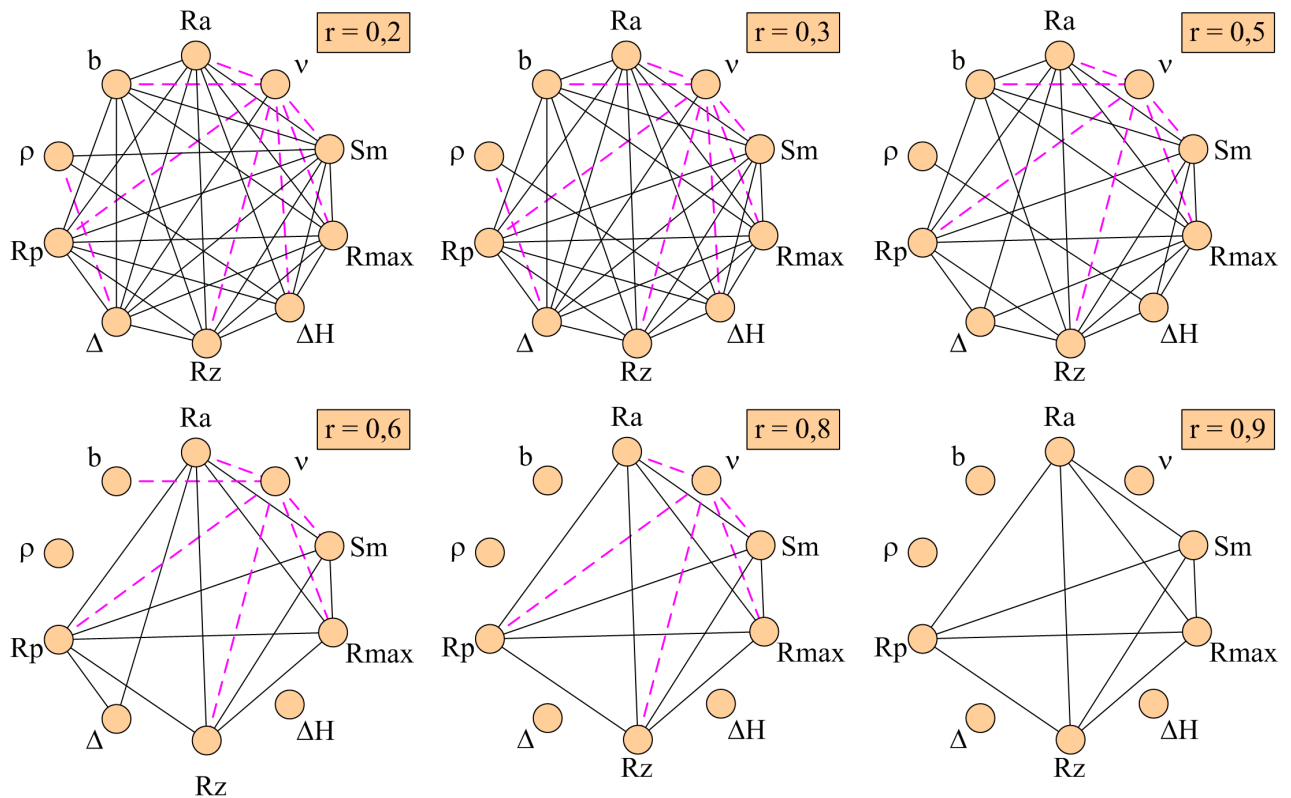 Ra
r = 0,2
b
ν
ρ
Sm
Rp
Rmax
Δ
ΔH
Rz
Ra
r = 0,3
b
ν
ρ
Sm
Rp
Rmax
Δ
ΔH
Rz
Ra
r = 0,5
b
ν
ρ
Sm
Rp
Rmax
Δ
ΔH
Rz
Ra
r = 0,6
b
ν
ρ
Sm
Rp
Rmax
Δ
ΔH
Rz
Ra
r = 0,8
b
ν
ρ
Sm
Rp
Rmax
Δ
ΔH
Rz
Ra
r = 0,9
b
ν
ρ
Sm
Rp
Rmax
Δ
ΔH
Rz